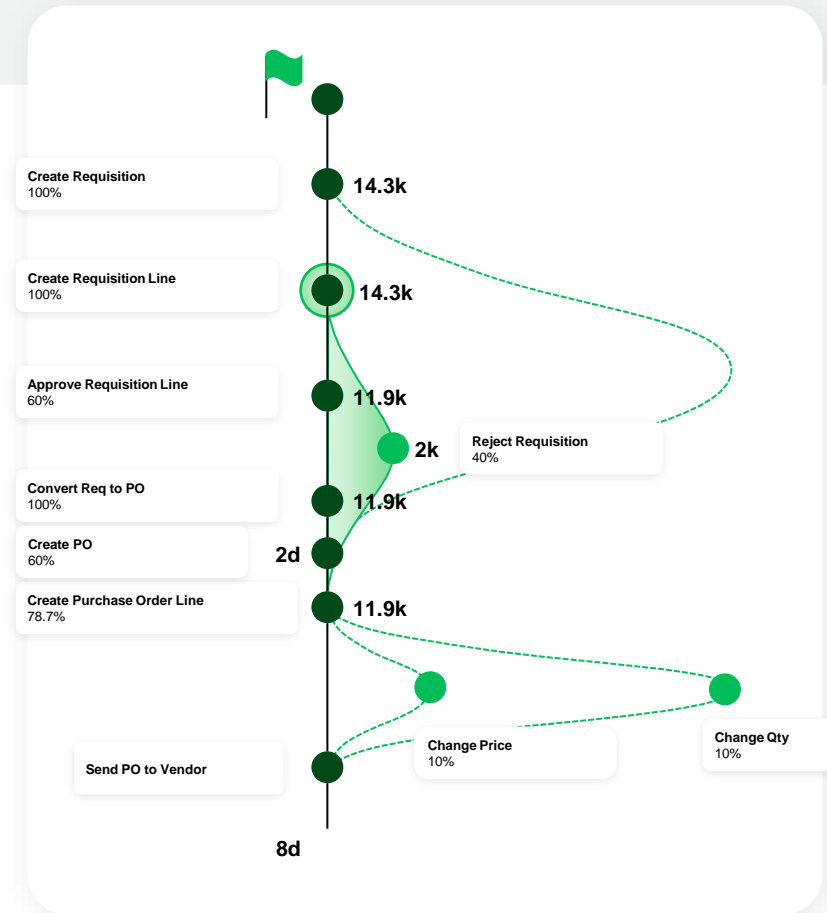 Create Requisition
100%
14.3k
Create Requisition Line
100%
14.3k
Approve Requisition Line
60%
11.9k
2k
Reject Requisition
40%
Convert Req to PO
100%
11.9k
Create PO
60%
2d
Create Purchase Order Line
78.7%
11.9k
Change Price
10%
Change Qty
10%
Send PO to Vendor
8d